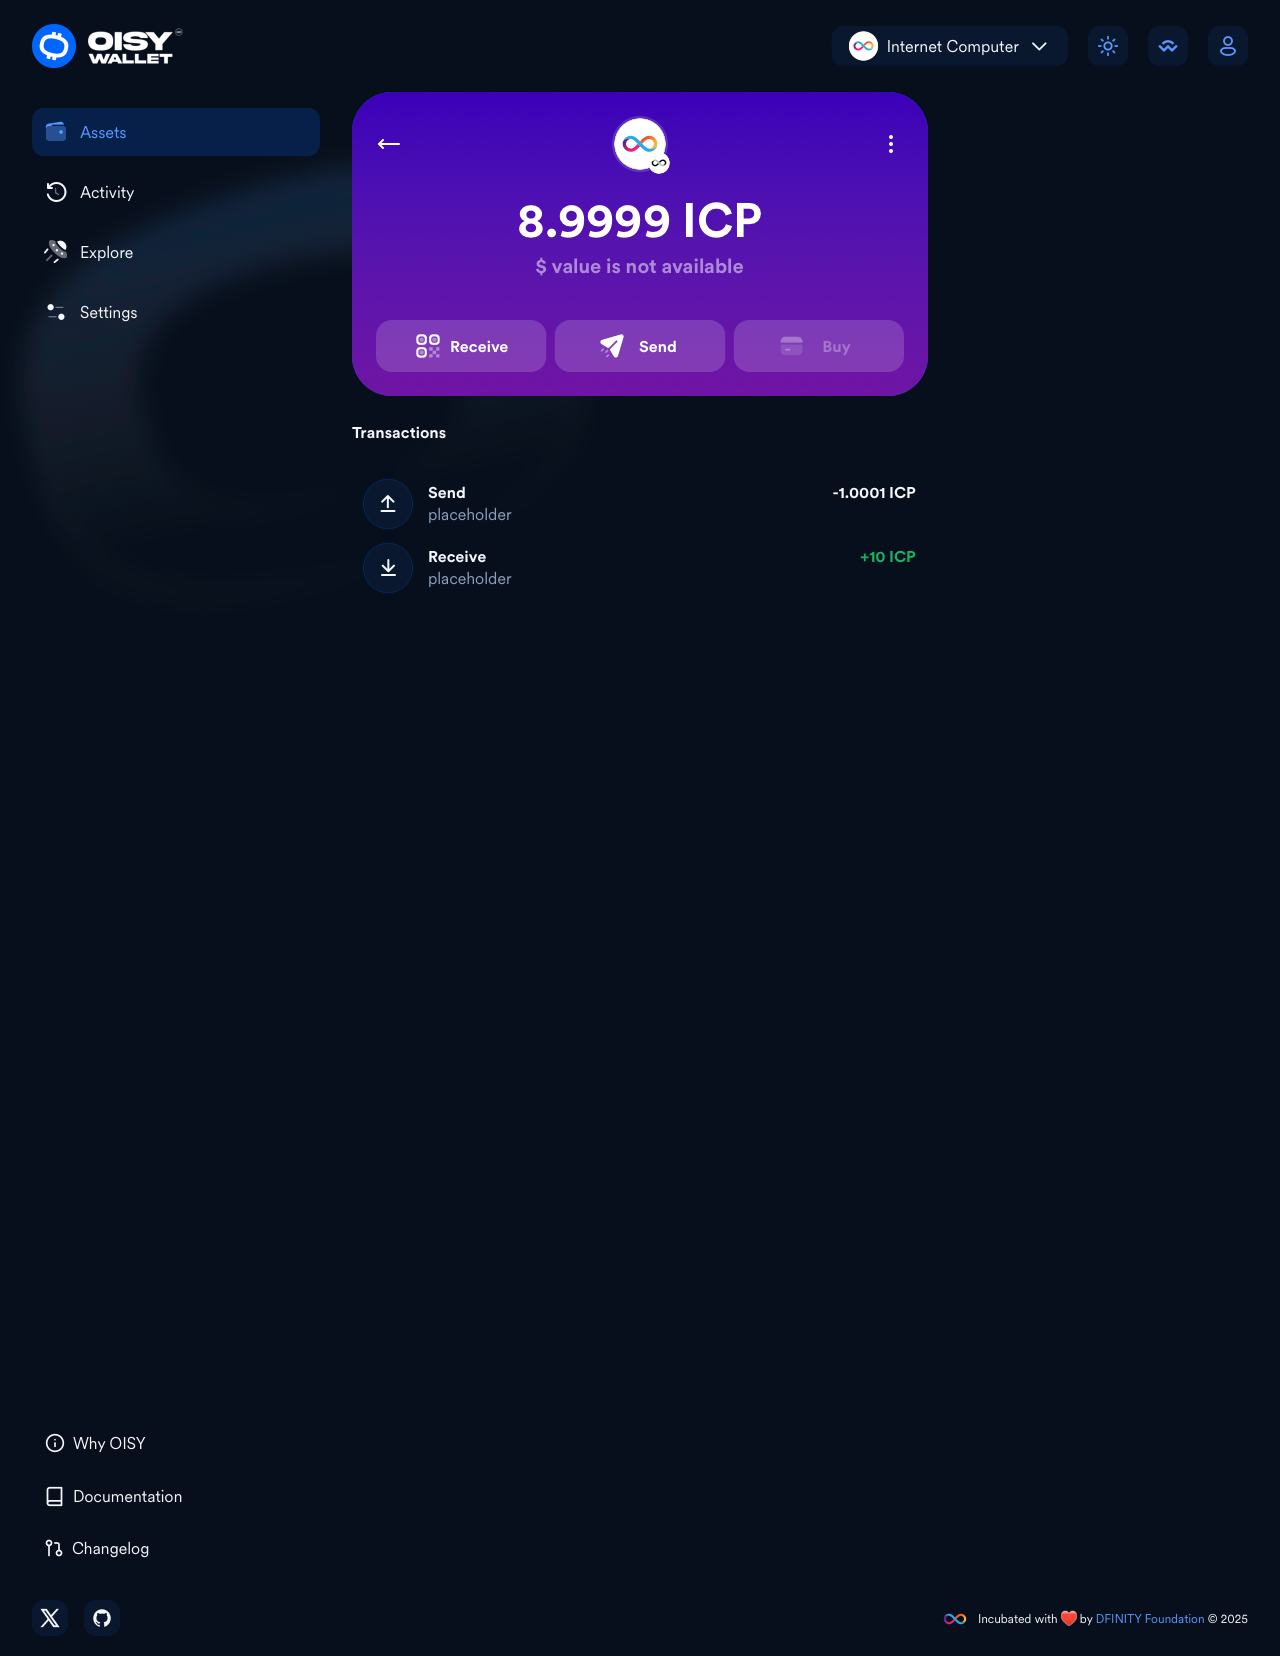 OISY
WALLET
Internet Computer
Assets
Activity
Explore
Settings
8.9999 ICP
$ value is not available
Receive
Send
Buy
Transactions
Send
-1.0001 ICP
placeholder
Receive
+10 ICP
placeholder
Why OISY
Documentation
Changelog
Incubated with ❤️ by DFINITY Foundation © 2025